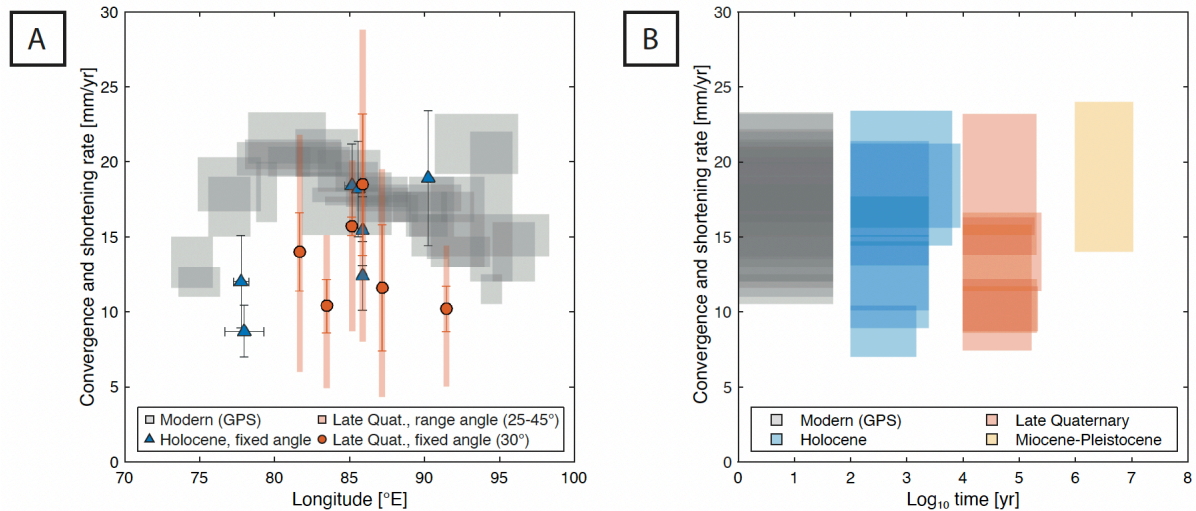 A
Convergence and shortening rate [mm/yr]
30
25
20
15
10
5
0
Modern (GPS)
Late Quat., range angle (25-45°)
Holocene, fixed angle
Late Quat., fixed angle (30°)
70 75 80 85 90 95 100
Longitude [°E]
B
Convergence and shortening rate [mm/yr]
30
25
20
15
10
5
0
Modern (GPS)
Late Quaternary
Holocene
Miocene-Pleistocene
0 1 2 3 4 5 6 7 8
Log₁₀ time [yr]